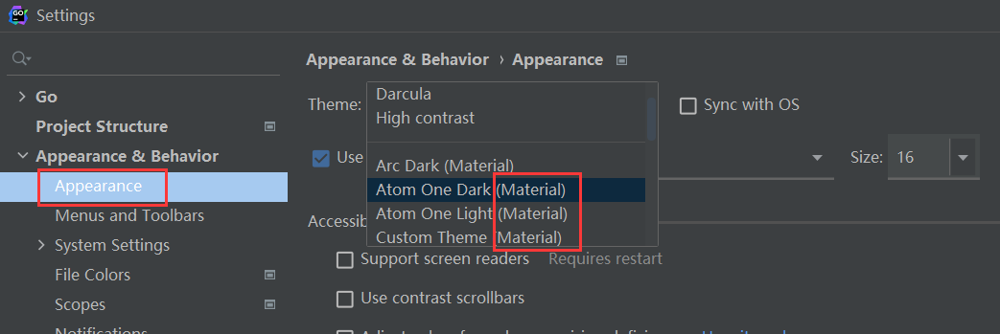 GO Settings
Appearance & Behavior › Appearance
Go
Project Structure
Appearance & Behavior
Appearance
Menus and Toolbars
System Settings
File Colors
Scopes
Notifications
Theme:
Darcula
High contrast
Arc Dark (Material)
Atom One Dark (Material)
Atom One Light (Material)
Custom Theme (Material)
Sync with OS
Use
Size: 16
Support screen readers Requires restart
Use contrast scrollbars